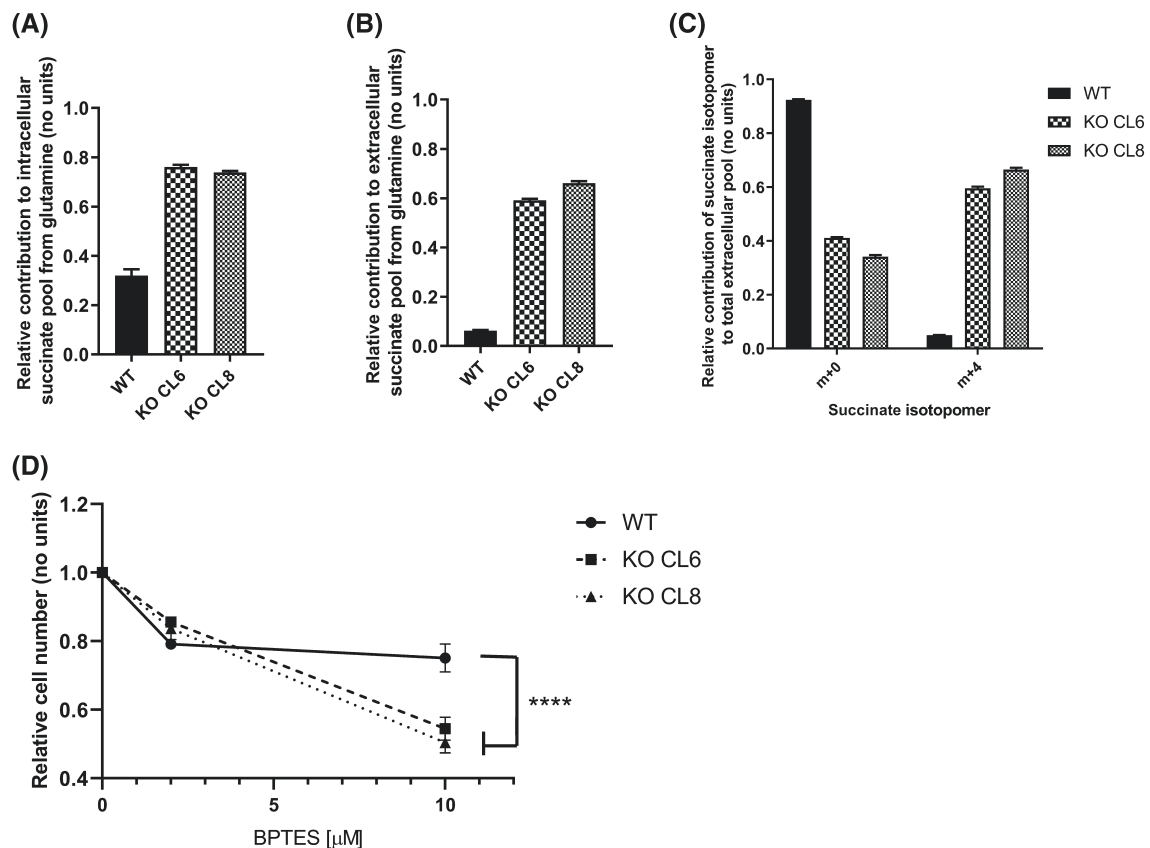 (A)
Relative contribution to intracellular
succinate pool from glutamine (no units)
1.0
0.8
0.6
0.4
0.2
0.0
WT
KO CL6
KO CL8
(B)
Relative contribution to extracellular
succinate pool from glutamine (no units)
1.0
0.8
0.6
0.4
0.2
0.0
WT
KO CL6
KO CL8
(C)
Relative contribution of succinate isotopomer
to total extracellular pool (no units)
1.0
0.8
0.6
0.4
0.2
0.0
m+0
m+4
Succinate isotopomer
WT
KO CL6
KO CL8
(D)
Relative cell number (no units)
1.2
1.0
0.8
0.6
0.4
0
5
10
BPTES [μM]
WT
KO CL6
KO CL8
****